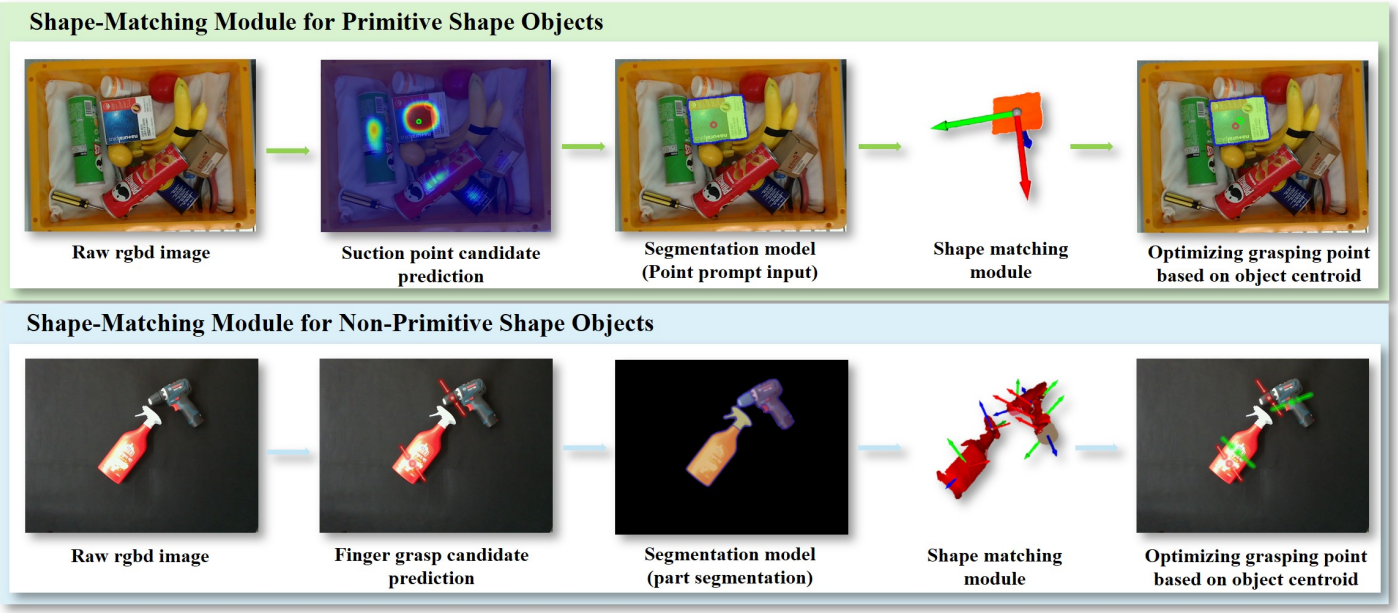 Shape-Matching Module for Primitive Shape Objects
Raw rgbd image
Suction point candidate
prediction
Segmentation model
(Point prompt input)
Shape matching
module
Optimizing grasping point
based on object centroid
Shape-Matching Module for Non-Primitive Shape Objects
Raw rgbd image
Finger grasp candidate
prediction
Segmentation model
(part segmentation)
Shape matching
module
Optimizing grasping point
based on object centroid